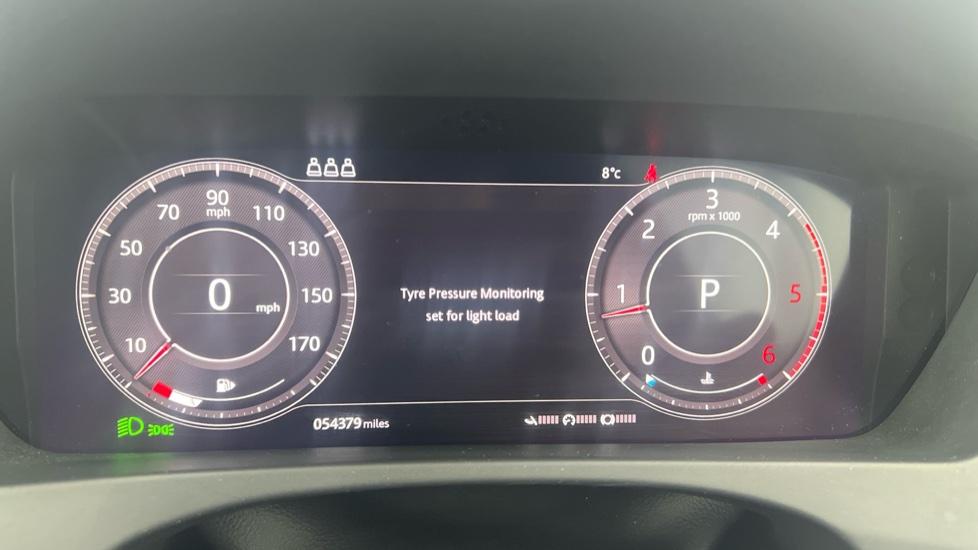 8°c
90
mph
70
110
50
130
30
150
10
170
0
mph
Tyre Pressure Monitoring
set for light load
3
rpm x 1000
2
4
1
5
0
6
P
054379 miles